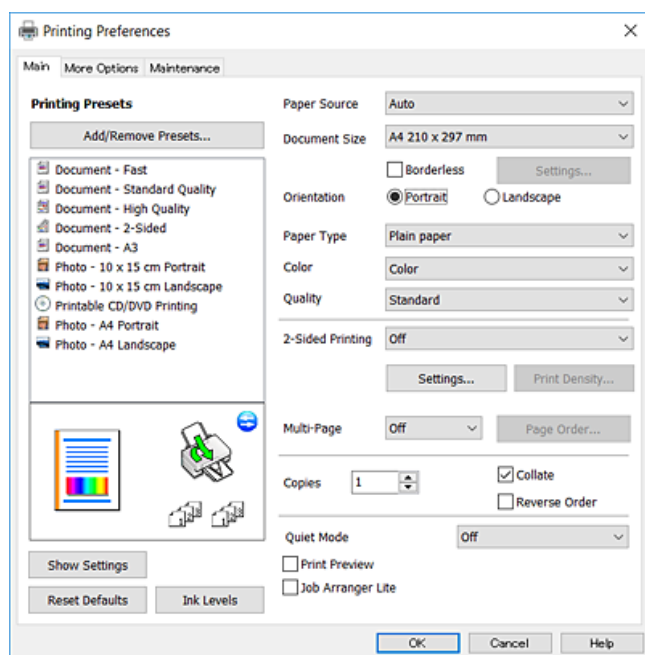 Printing Preferences
Main More Options Maintenance
Printing Presets
Add/Remove Presets...
Document - Fast
Document - Standard Quality
Document - High Quality
Document - 2-Sided
Document - A3
Photo - 10 x 15 cm Portrait
Photo - 10 x 15 cm Landscape
Printable CD/DVD Printing
Photo - A4 Portrait
Photo - A4 Landscape
Show Settings
Reset Defaults Ink Levels
Paper Source Auto
Document Size A4 210 x 297 mm
Borderless Settings...
Orientation Portrait Landscape
Paper Type Plain paper
Color Color
Quality Standard
2-Sided Printing Off
Settings... Print Density...
Multi-Page Off Page Order...
Copies 1 Collate
Reverse Order
Quiet Mode Off
Print Preview
Job Arranger Lite
OK Cancel Help